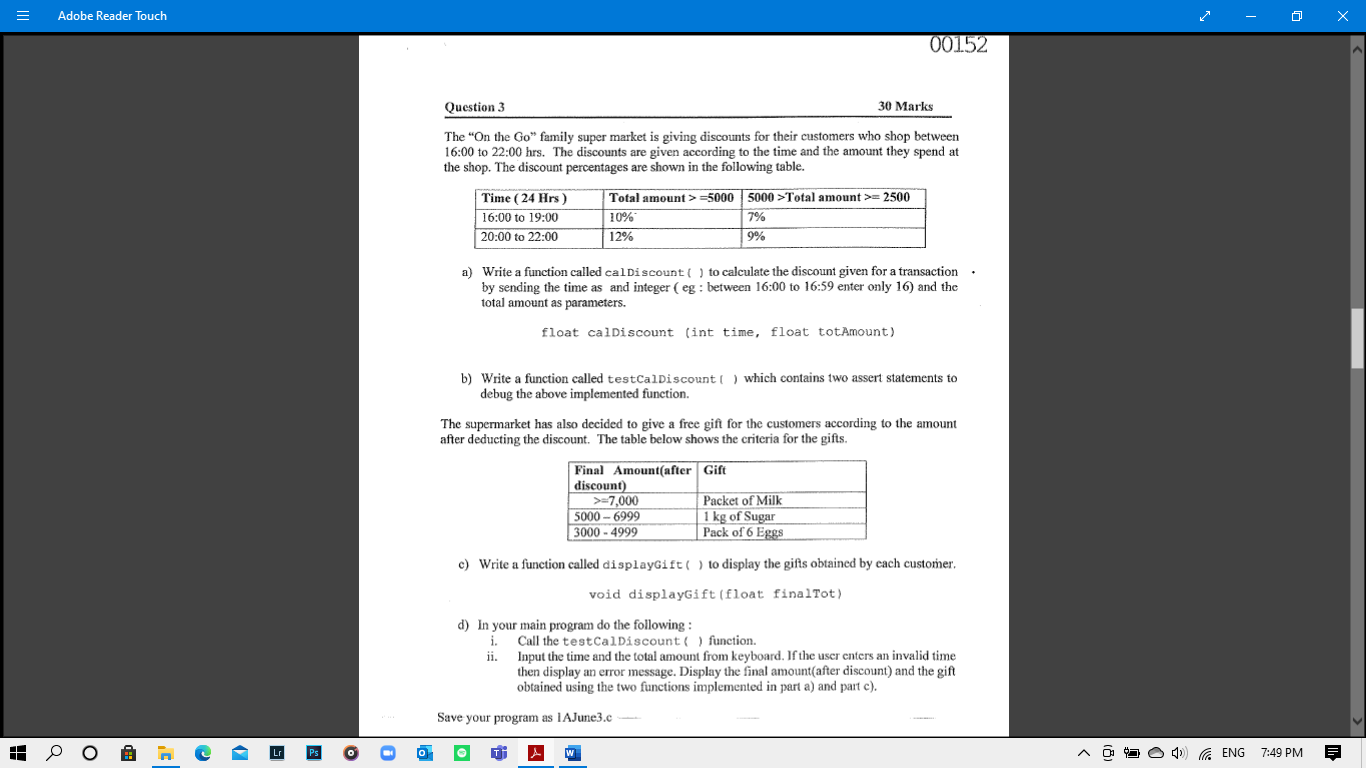 Adobe Reader Touch
00152
Question 3 30 Marks
The “On the Go” family super market is giving discounts for their customers who shop between
16:00 to 22:00 hrs. The discounts are given according to the time and the amount they spend at
the shop. The discount percentages are shown in the following table.
Time ( 24 Hrs ) Total amount > =5000 5000 >Total amount >= 2500
16:00 to 19:00 10% 7%
20:00 to 22:00 12% 9%
a) Write a function called calDiscount( ) to calculate the discount given for a transaction
by sending the time as and integer ( eg : between 16:00 to 16:59 enter only 16) and the
total amount as parameters.
float calDiscount (int time, float totAmount)
b) Write a function called testCalDiscount( ) which contains two assert statements to
debug the above implemented function.
The supermarket has also decided to give a free gift for the customers according to the amount
after deducting the discount. The table below shows the criteria for the gifts.
Final Amount(after Gift
discount)
>=7,000 Packet of Milk
5000 – 6999 1 kg of Sugar
3000 - 4999 Pack of 6 Eggs
c) Write a function called displayGift( ) to display the gifts obtained by each customer.
void displayGift(float finalTot)
d) In your main program do the following :
i. Call the testCalDiscount( ) function.
ii. Input the time and the total amount from keyboard. If the user enters an invalid time
then display an error message. Display the final amount(after discount) and the gift
obtained using the two functions implemented in part a) and part c).
Save your program as 1AJune3.c
Lr Ps W ENG 7:49 PM